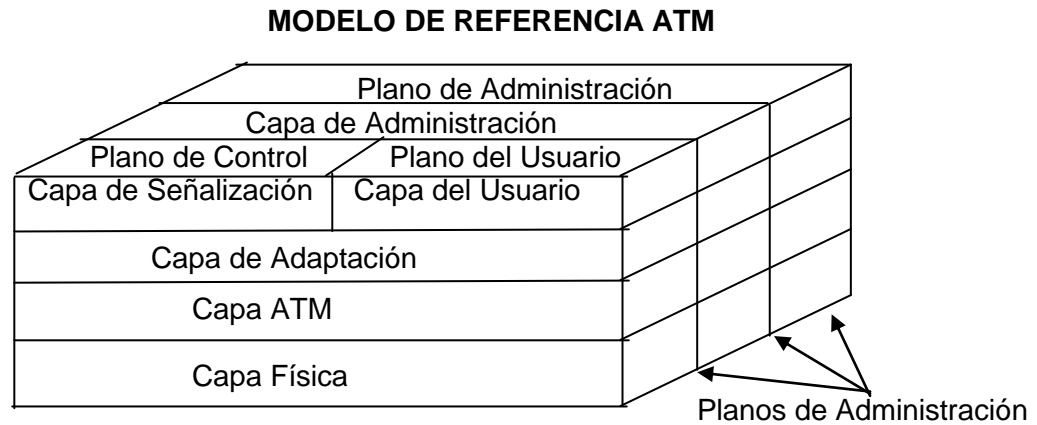 MODELO DE REFERENCIA ATM
Plano de Administración
Capa de Administración
Plano de Control Plano del Usuario
Capa de Señalización Capa del Usuario
Capa de Adaptación
Capa ATM
Capa Física
Planos de Administración